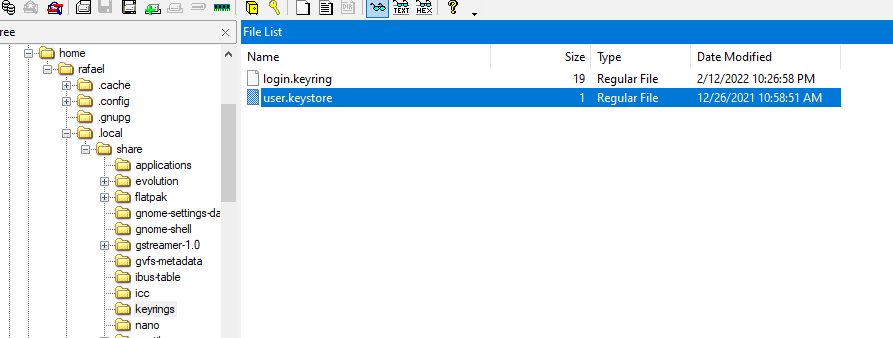 TEXT HEX
ree × File List
home
rafael
.cache
.config
.gnupg
.local
share
applications
evolution
flatpak
gnome-settings-da
gnome-shell
gstreamer-1.0
gvfs-metadata
ibus-table
icc
keyrings
nano
Name Size Type Date Modified
login.keyring 19 Regular File 2/12/2022 10:26:58 PM
user.keystore 1 Regular File 12/26/2021 10:58:51 AM